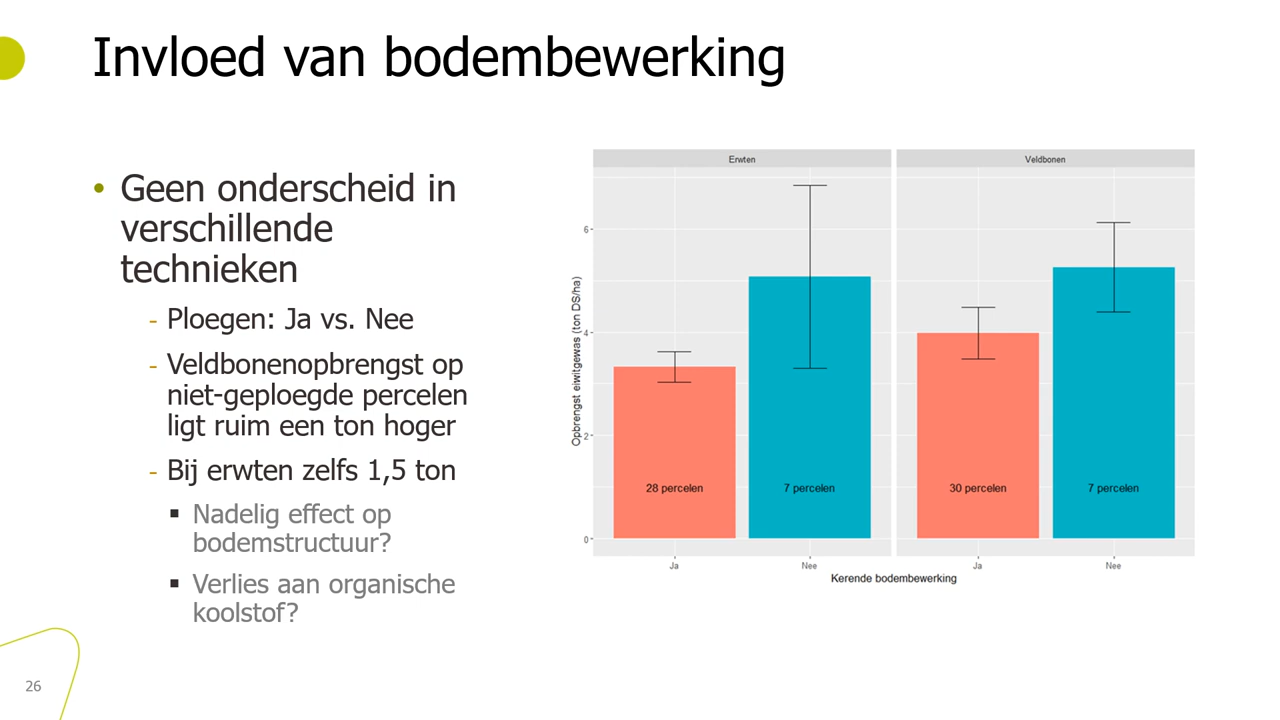 Invloed van bodembewerking
• Geen onderscheid in
verschillende
technieken
- Ploegen: Ja vs. Nee
- Veldbonenopbrengst op
niet-geploegde percelen
ligt ruim een ton hoger
- Bij erwten zelfs 1,5 ton
▪ Nadelig effect op
bodemstructuur?
▪ Verlies aan organische
koolstof?
26
Erwten
Veldbonen
Opbrengst eiwitgewas (ton DS/ha)
6
4
2
0
28 percelen
7 percelen
30 percelen
7 percelen
Ja
Nee
Ja
Nee
Kerende bodembewerking